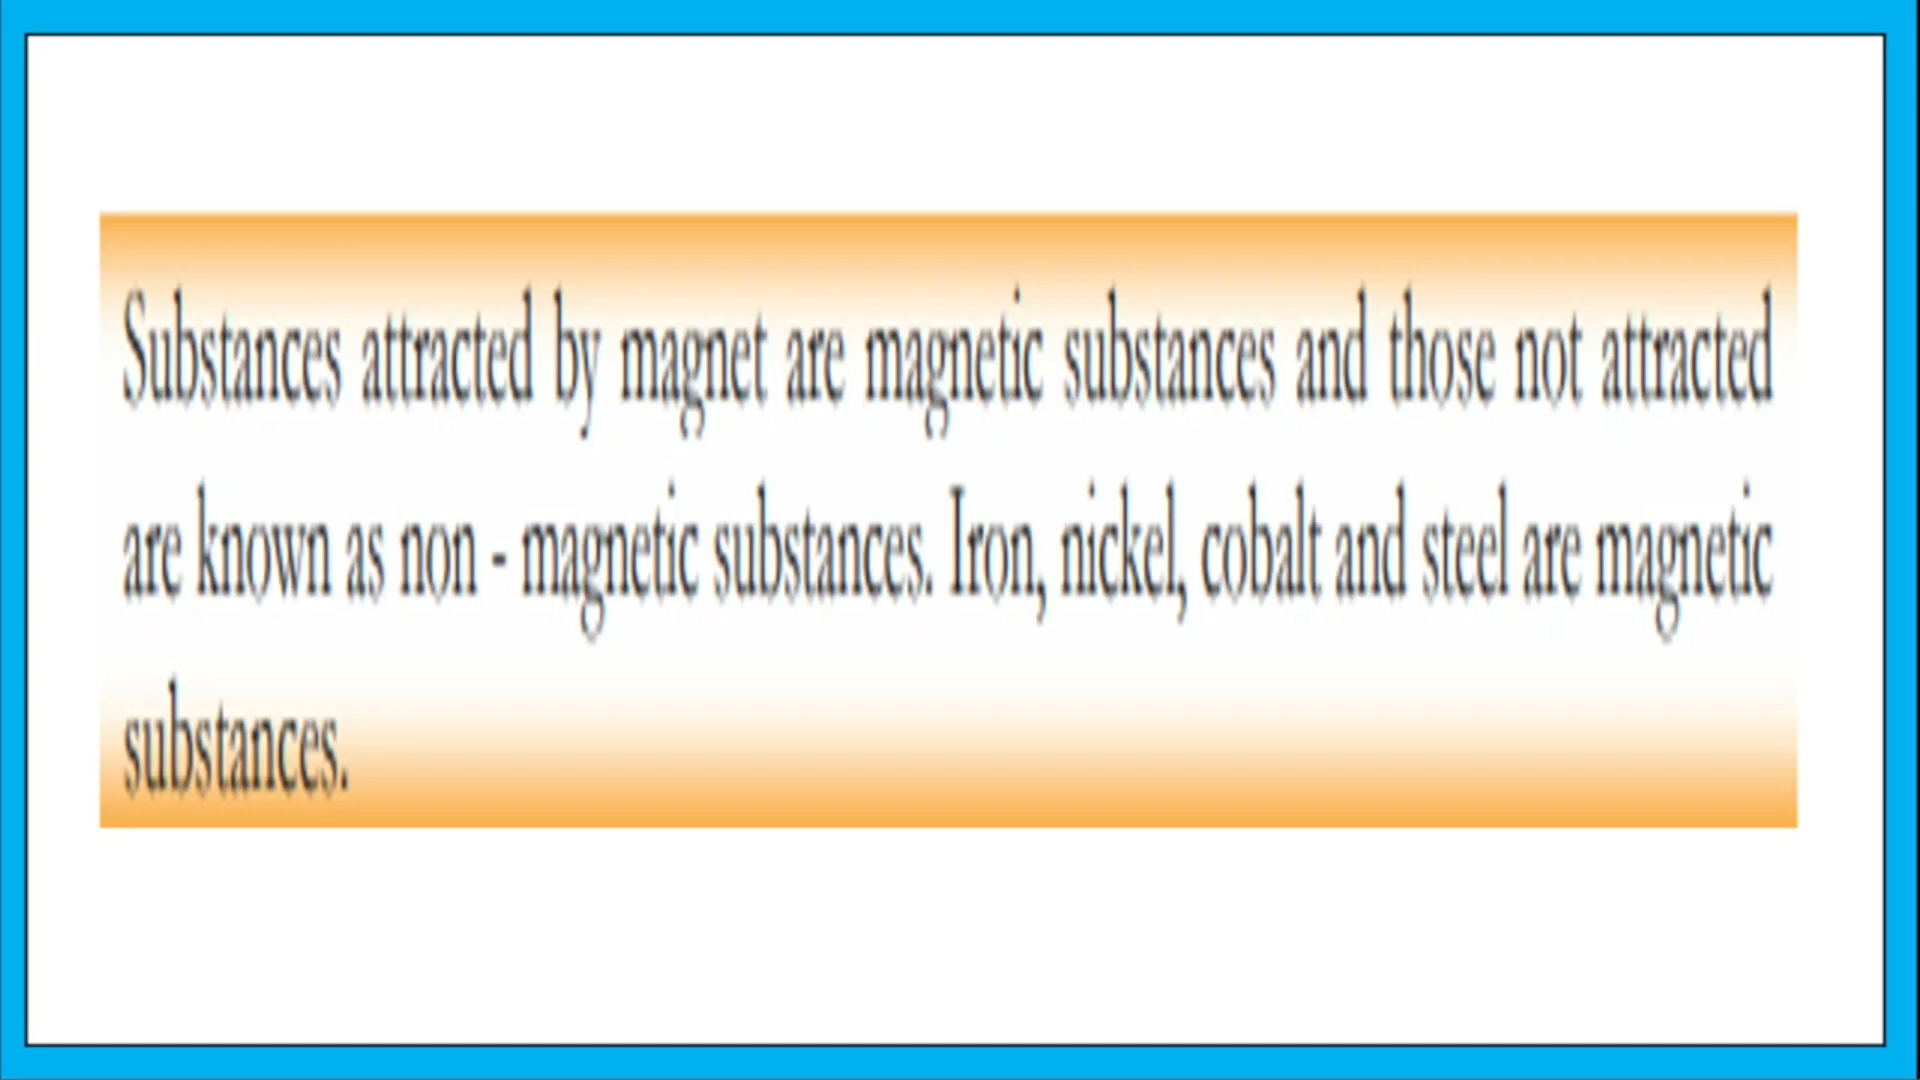 Substances attracted by magnet are magnetic substances and those not attracted
are known as non - magnetic substances. Iron, nickel, cobalt and steel are magnetic
substances.